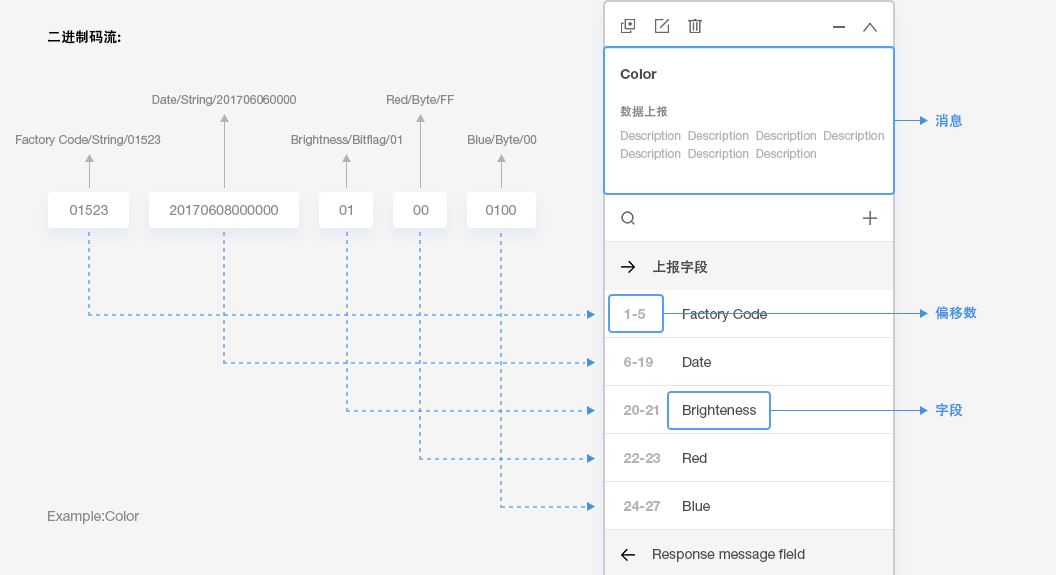 二进制码流:
Date/String/201706060000
Red/Byte/FF
Factory Code/String/01523
Brightness/Bitflag/01
Blue/Byte/00
01523
20170608000000
01
00
0100
Example:Color
Color
数据上报
Description Description Description Description
Description Description Description
消息
上报字段
1-5 Factory Code
偏移数
6-19 Date
20-21 Brighteness
字段
22-23 Red
24-27 Blue
Response message field